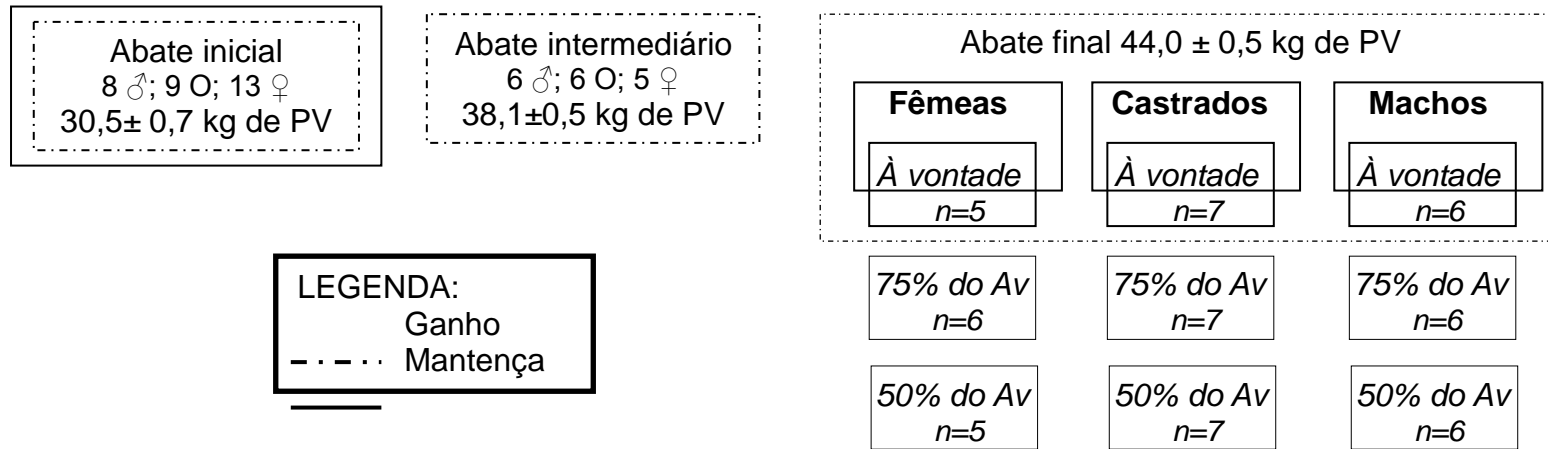 Abate inicial
8 ♂; 9 O; 13 ♀
30,5± 0,7 kg de PV
Abate intermediário
6 ♂; 6 O; 5 ♀
38,1±0,5 kg de PV
Abate final 44,0 ± 0,5 kg de PV
Fêmeas
À vontade
n=5
Castrados
À vontade
n=7
Machos
À vontade
n=6
75% do Av
n=6
75% do Av
n=7
75% do Av
n=6
50% do Av
n=5
50% do Av
n=7
50% do Av
n=6
LEGENDA:
Ganho
Mantença